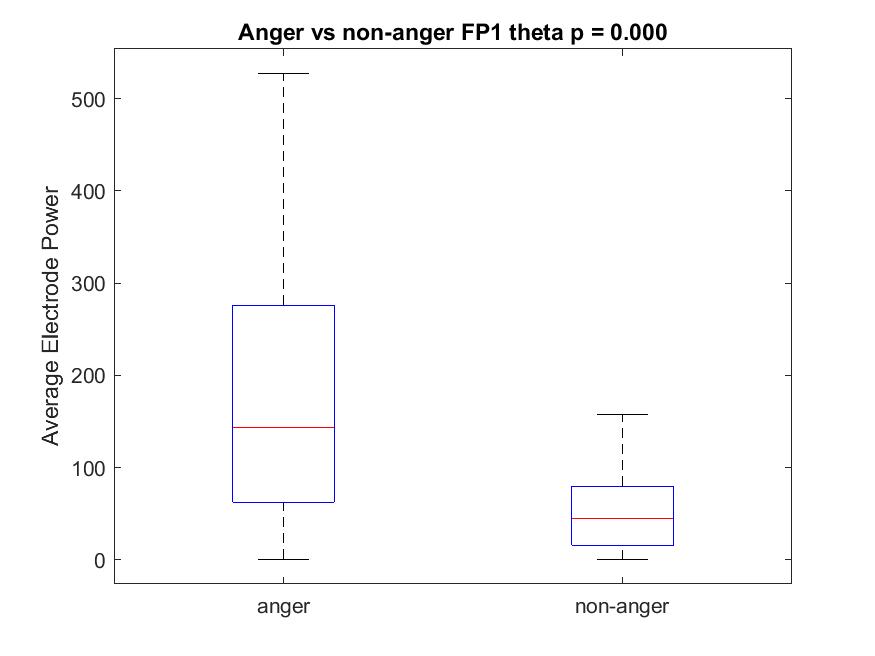 Anger vs non-anger FP1 theta p = 0.000
Average Electrode Power
500
400
300
200
100
0
anger
non-anger